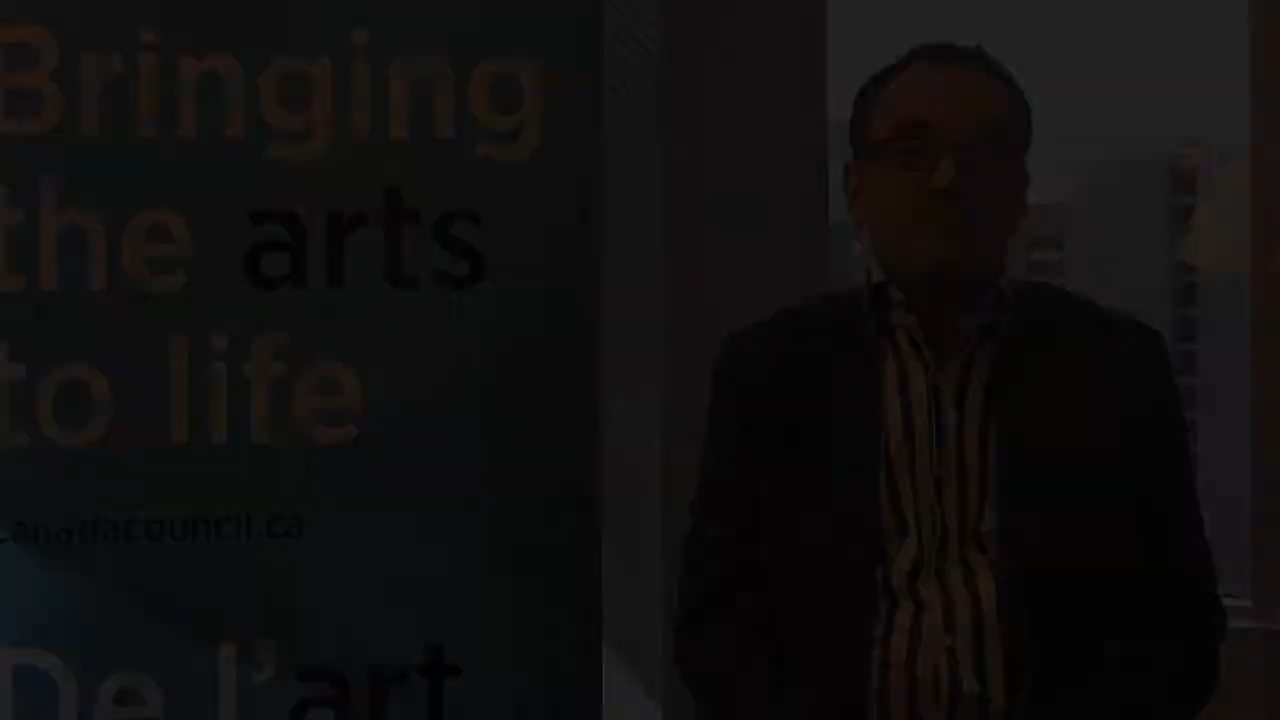 Bringing
the arts
to life
canadacouncil.ca
De l'art